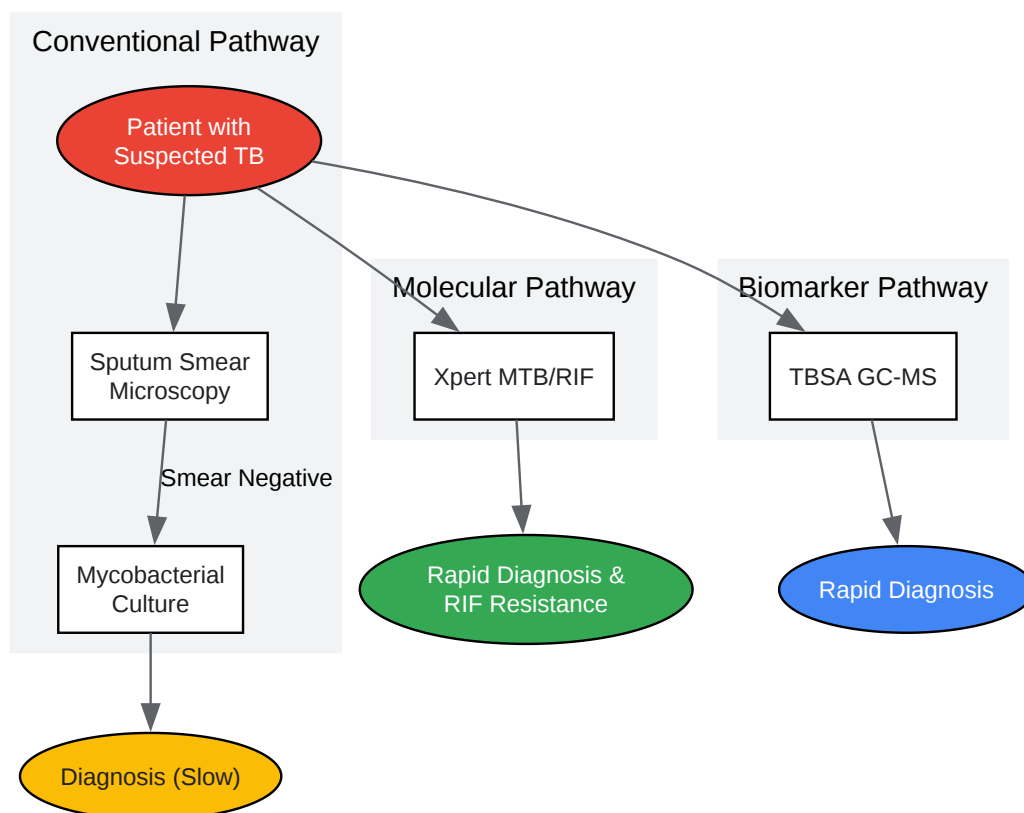 Conventional Pathway
Patient with
Suspected TB
Molecular Pathway
Biomarker Pathway
Sputum Smear
Microscopy
Xpert MTB/RIF
TBSA GC-MS
Smear Negative
Mycobacterial
Culture
Rapid Diagnosis &
RIF Resistance
Rapid Diagnosis
Diagnosis (Slow)